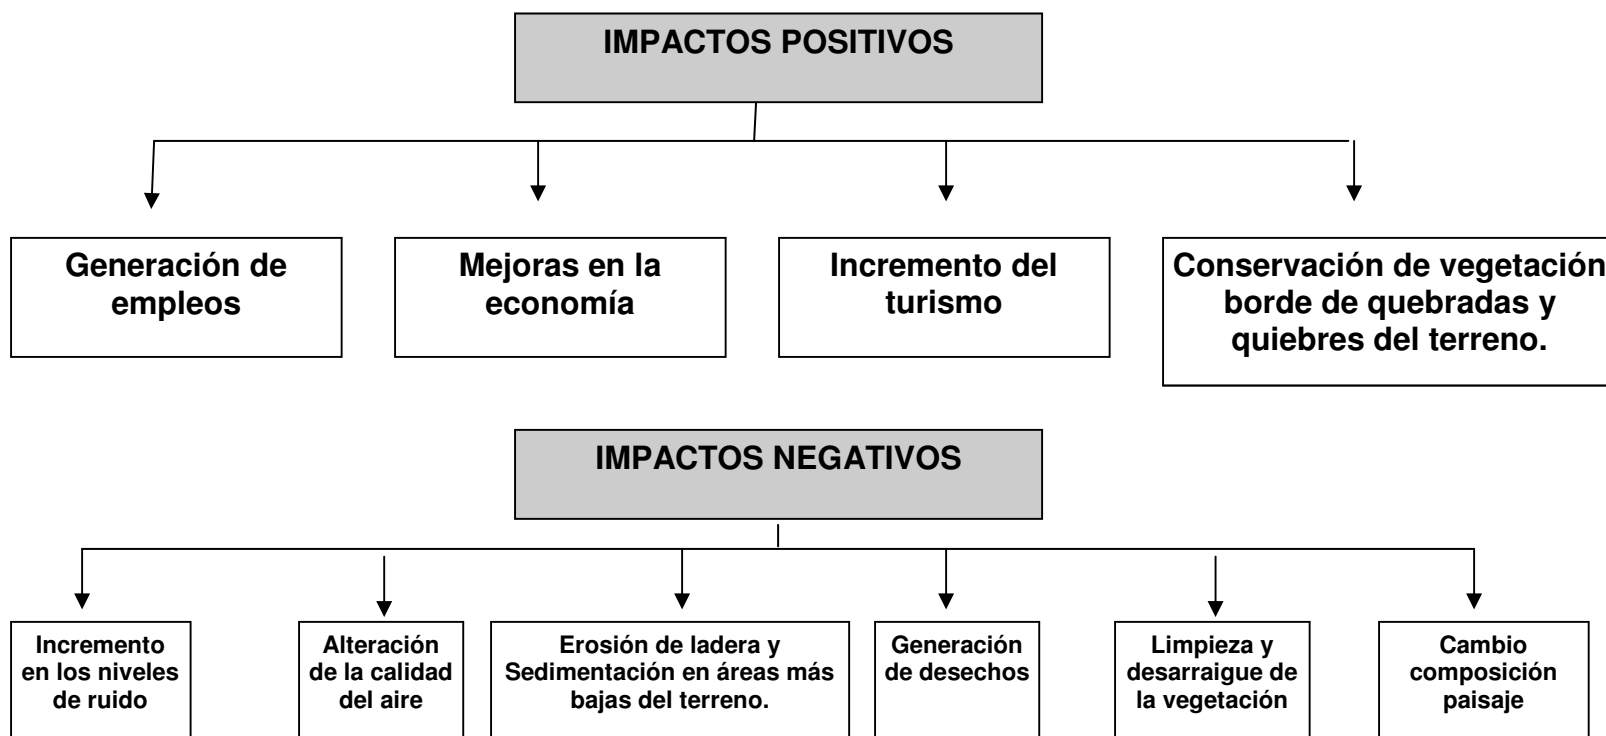 IMPACTOS POSITIVOS
Generación de
empleos
Mejoras en la
economía
Incremento del
turismo
Conservación de vegetación
borde de quebradas y
quiebres del terreno.
IMPACTOS NEGATIVOS
Incremento
en los niveles
de ruido
Alteración
de la calidad
del aire
Erosión de ladera y
Sedimentación en áreas más
bajas del terreno.
Generación
de desechos
Limpieza y
desarraigue de
la vegetación
Cambio
composición
paisaje